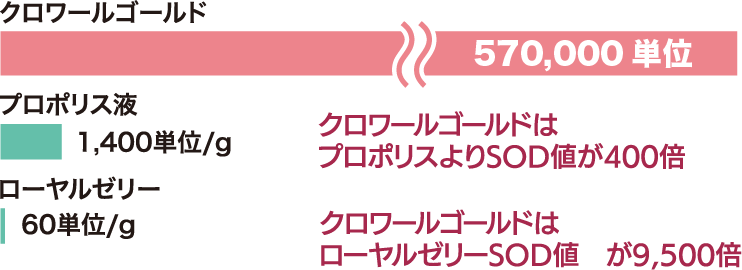 クロワールゴールド
570,000 単位
プロポリス液
1,400単位/g
クロワールゴールドは
プロポリスよりSOD値が400倍
ローヤルゼリー
60単位/g
クロワールゴールドは
ローヤルゼリーSOD値　が9,500倍